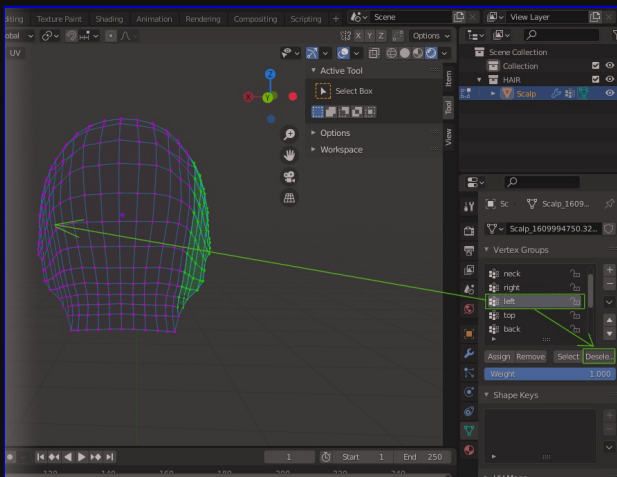 diting Texture Paint Shading Animation Rendering Compositing Scripting + Scene View Layer
obal X Y Z Options
UV
Scene Collection
Collection
HAIR
Scalp
Z
X
Y
Active Tool
Select Box
Options
Workspace
Item
Tool
View
Sc Scalp_1609...
Scalp_1609994750.32...
Vertex Groups
neck
right
left
top
back
Assign Remove Select Desele...
Weight 1.000
Shape Keys
1 Start 1 End 250
120 140 160 180 200 220 240
UV Maps